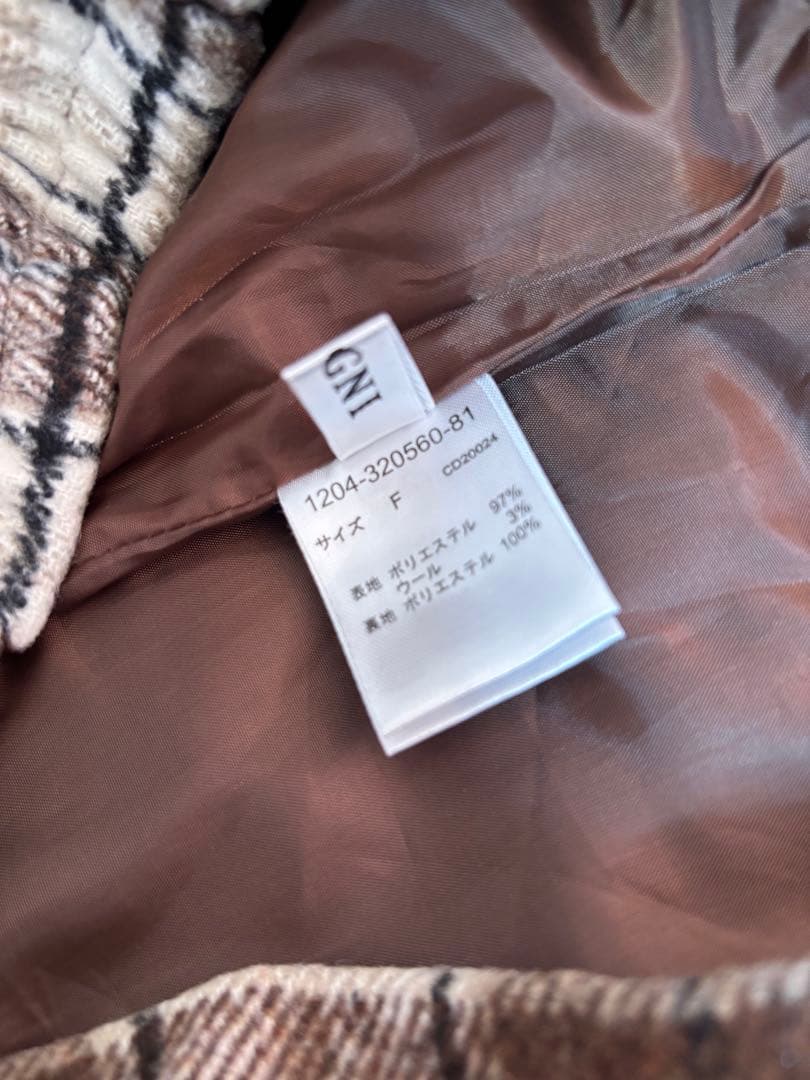 GNI
1204-320560-81
サイズ F CD20024
表地 ポリエステル 97%
ウール 3%
裏地 ポリエステル 100%